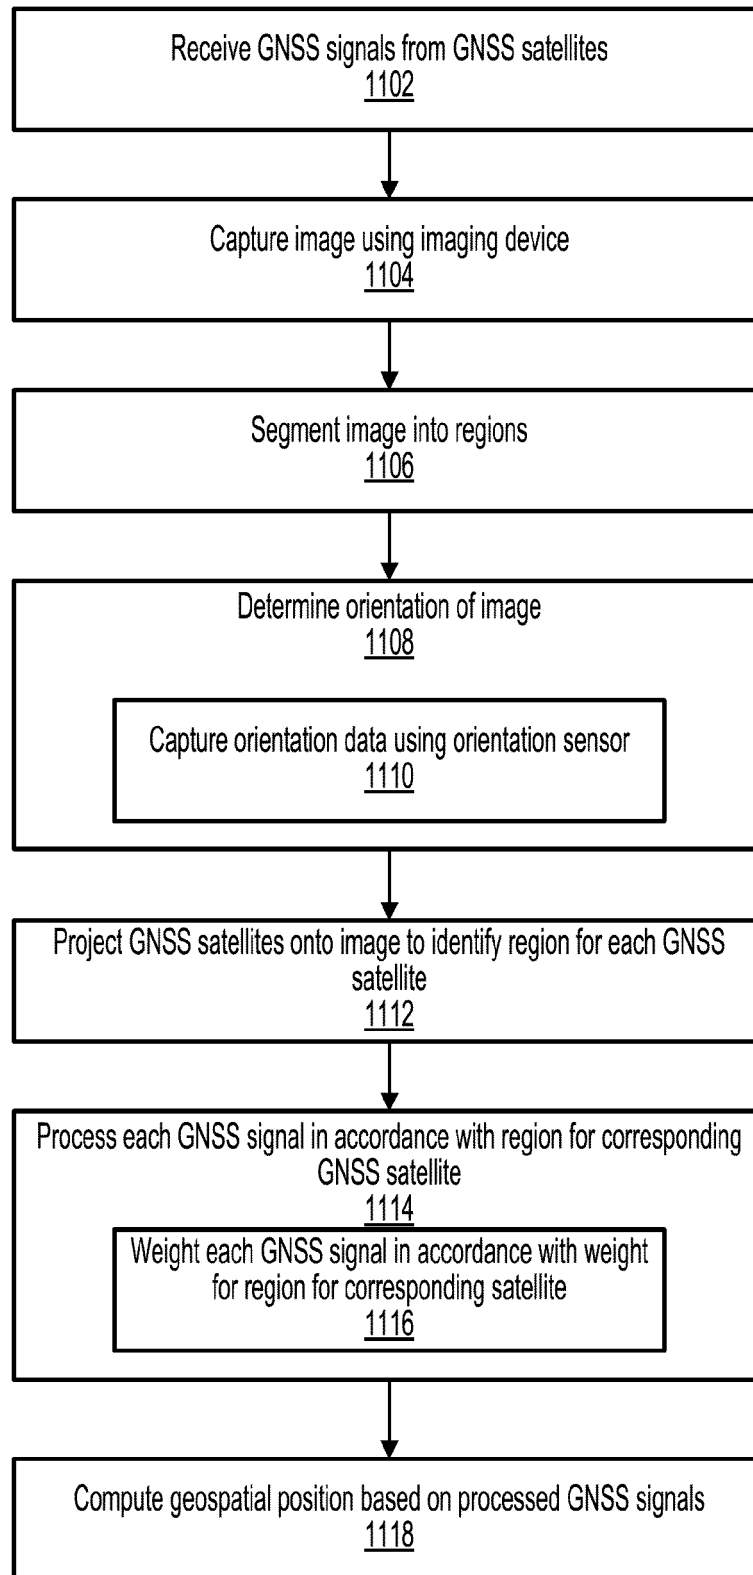 Receive GNSS signals from GNSS satellites
1102
Capture image using imaging device
1104
Segment image into regions
1106
Determine orientation of image
1108
Capture orientation data using orientation sensor
1110
Project GNSS satellites onto image to identify region for each GNSS
satellite
1112
Process each GNSS signal in accordance with region for corresponding
GNSS satellite
1114
Weight each GNSS signal in accordance with weight
for region for corresponding satellite
1116
Compute geospatial position based on processed GNSS signals
1118